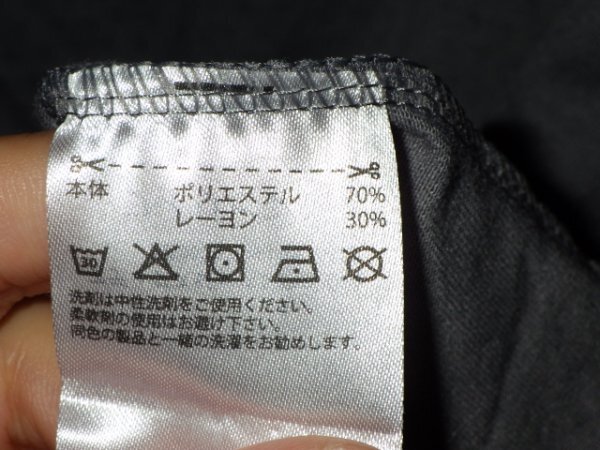 本体 ポリエステル 70%
レーヨン 30%
30
洗剤は中性洗剤をご使用ください。
柔軟剤の使用はお避け下さい。
同色の製品と一緒の洗濯をお勧めします。